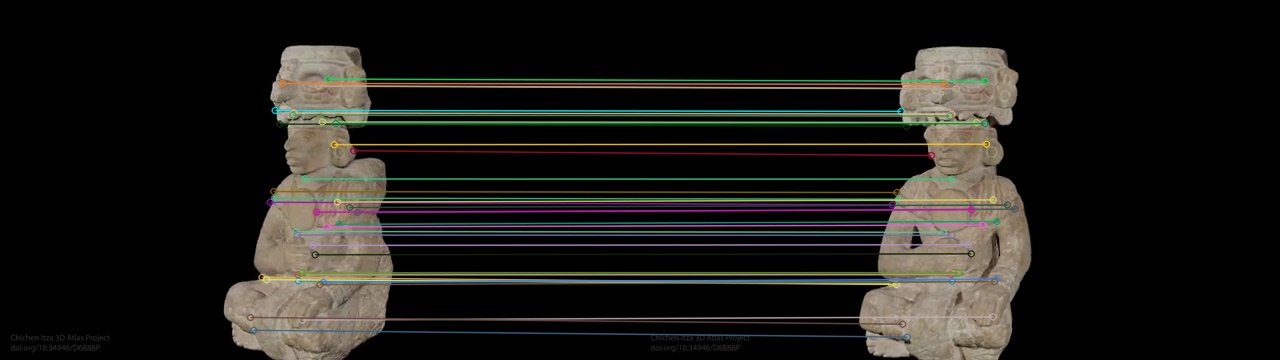 Chichen Itza 3D Atlas Project
doi.org/10.34946/D6B88P
Chichen Itza 3D Atlas Project
doi.org/10.34946/D6B88P